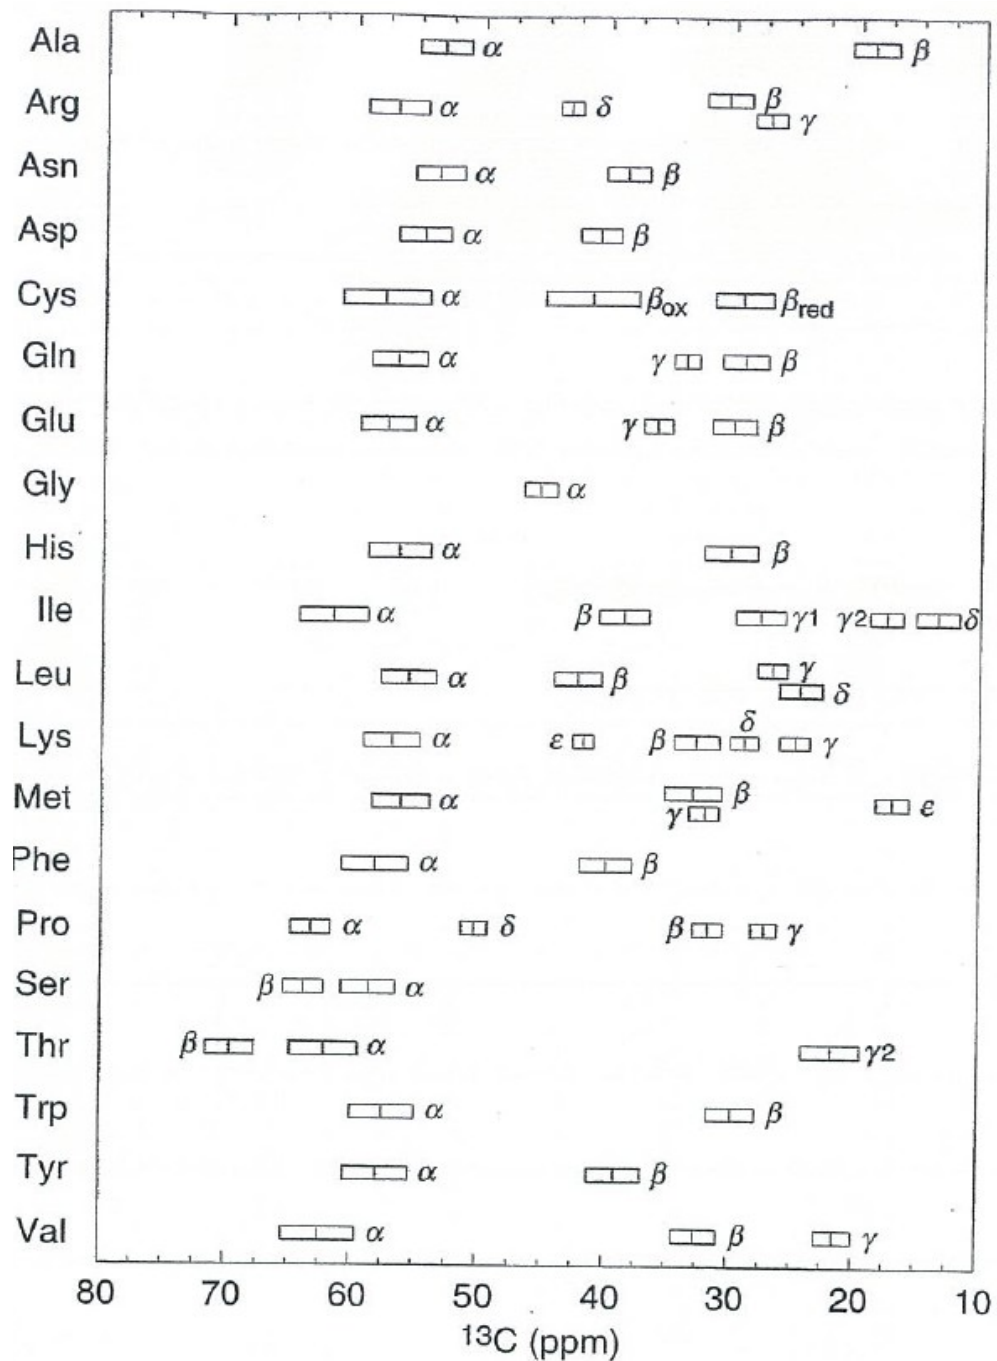 Ala α β
Arg α δ β γ
Asn α β
Asp α β
Cys α βox βred
Gln α γ β
Glu α γ β
Gly α
His α β
Ile α β γ1 γ2 δ
Leu α β γ δ
Lys α ε β δ γ
Met α γ β ε
Phe α β
Pro α δ β γ
Ser β α
Thr β α γ2
Trp α β
Tyr α β
Val α β γ
80 70 60 50 40 30 20 10
13C (ppm)